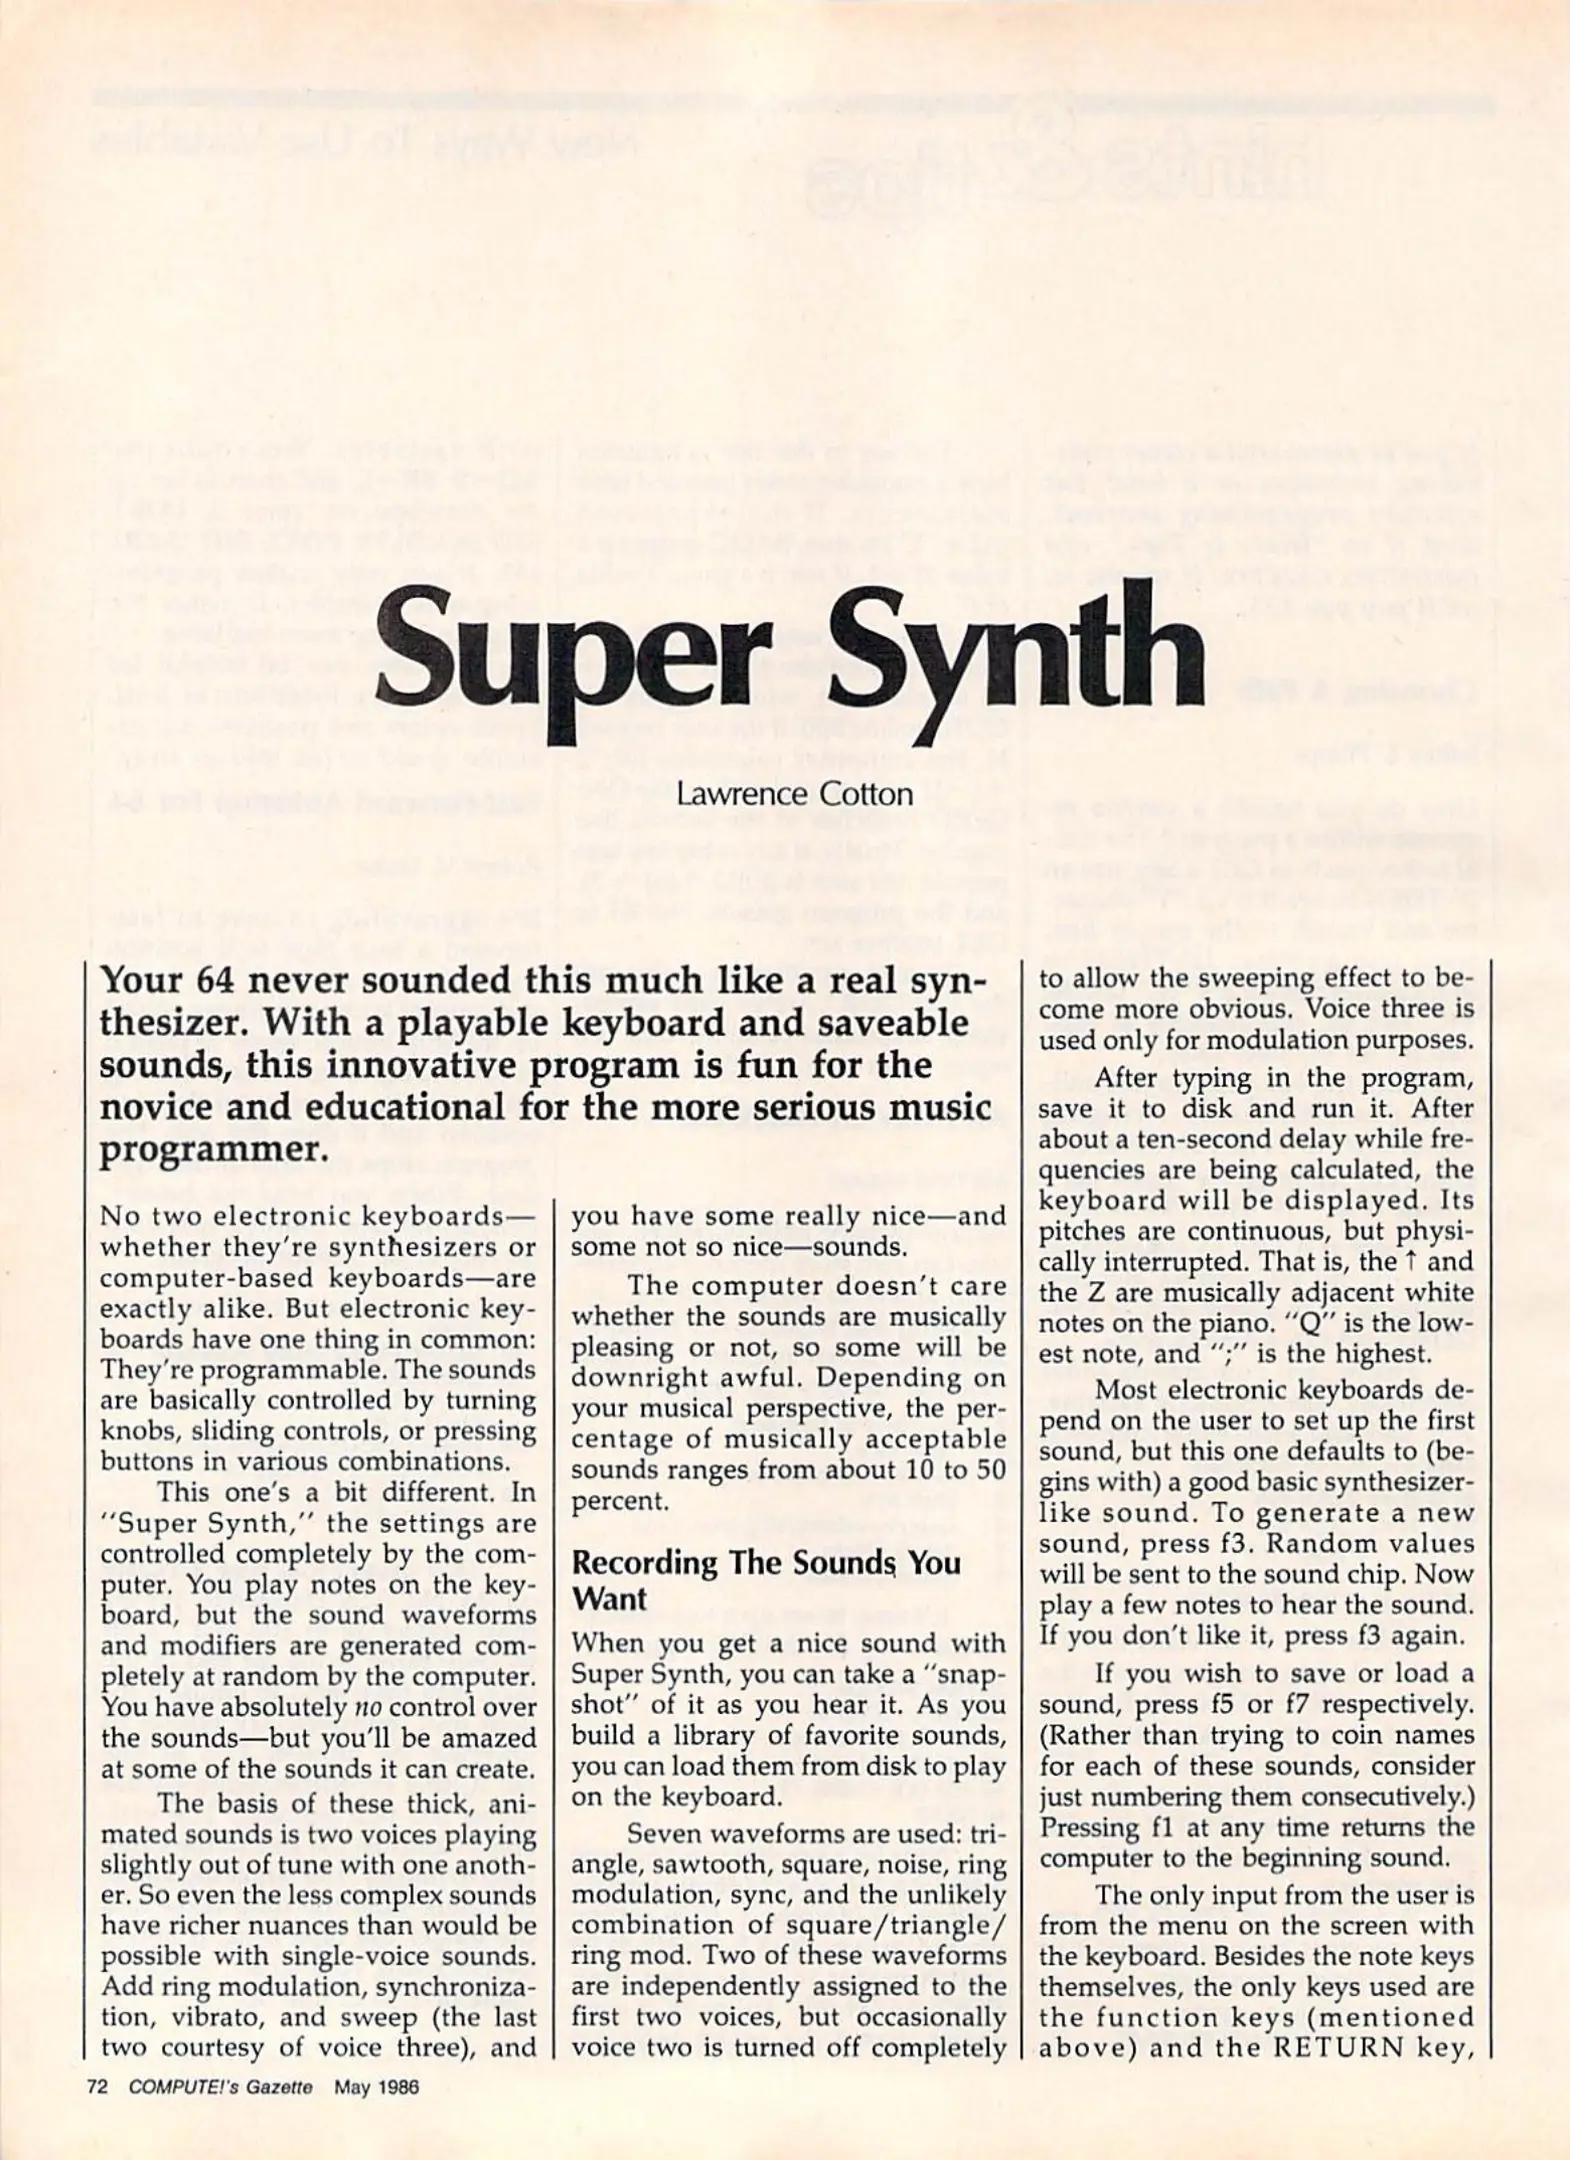 Super Synth
Lawrence Cotton
Your 64 never sounded this much like a real syn-
thesizer. With a playable keyboard and saveable
sounds, this innovative program is fun for the
novice and educational for the more serious music
programmer.
No two electronic keyboards—
whether they're synthesizers or
computer-based keyboards—are
exactly alike. But electronic key-
boards have one thing in common:
They're programmable. The sounds
are basically controlled by turning
knobs, sliding controls, or pressing
buttons in various combinations.
This one's a bit different. In
"Super Synth," the settings are
controlled completely by the com-
puter. You play notes on the key-
board, but the sound waveforms
and modifiers are generated com-
pletely at random by the computer.
You have absolutely no control over
the sounds—but you'll be amazed
at some of the sounds it can create.
The basis of these thick, ani-
mated sounds is two voices playing
slightly out of tune with one anoth-
er. So even the less complex sounds
have richer nuances than would be
possible with single-voice sounds.
Add ring modulation, synchroniza-
tion, vibrato, and sweep (the last
two courtesy of voice three), and
you have some really nice—and
some not so nice—sounds.
The computer doesn't care
whether the sounds are musically
pleasing or not, so some will be
downright awful. Depending on
your musical perspective, the per-
centage of musically acceptable
sounds ranges from about 10 to 50
percent.
Recording The Sounds You
Want
When you get a nice sound with
Super Synth, you can take a "snap-
shot" of it as you hear it. As you
build a library of favorite sounds,
you can load them from disk to play
on the keyboard.
Seven waveforms are used: tri-
angle, sawtooth, square, noise, ring
modulation, sync, and the unlikely
combination of square/triangle/
ring mod. Two of these waveforms
are independently assigned to the
first two voices, but occasionally
voice two is turned off completely
to allow the sweeping effect to be-
come more obvious. Voice three is
used only for modulation purposes.
After typing in the program,
save it to disk and run it. After
about a ten-second delay while fre-
quencies are being calculated, the
keyboard will be displayed. Its
pitches are continuous, but physi-
cally interrupted. That is, the ↑ and
the Z are musically adjacent white
notes on the piano. "Q" is the low-
est note, and ";" is the highest.
Most electronic keyboards de-
pend on the user to set up the first
sound, but this one defaults to (be-
gins with) a good basic synthesizer-
like sound. To generate a new
sound, press f3. Random values
will be sent to the sound chip. Now
play a few notes to hear the sound.
If you don't like it, press f3 again.
If you wish to save or load a
sound, press f5 or f7 respectively.
(Rather than trying to coin names
for each of these sounds, consider
just numbering them consecutively.)
Pressing f1 at any time returns the
computer to the beginning sound.
The only input from the user is
from the menu on the screen with
the keyboard. Besides the note keys
themselves, the only keys used are
the function keys (mentioned
above) and the RETURN key,
72 COMPUTE!'s Gazette May 1986